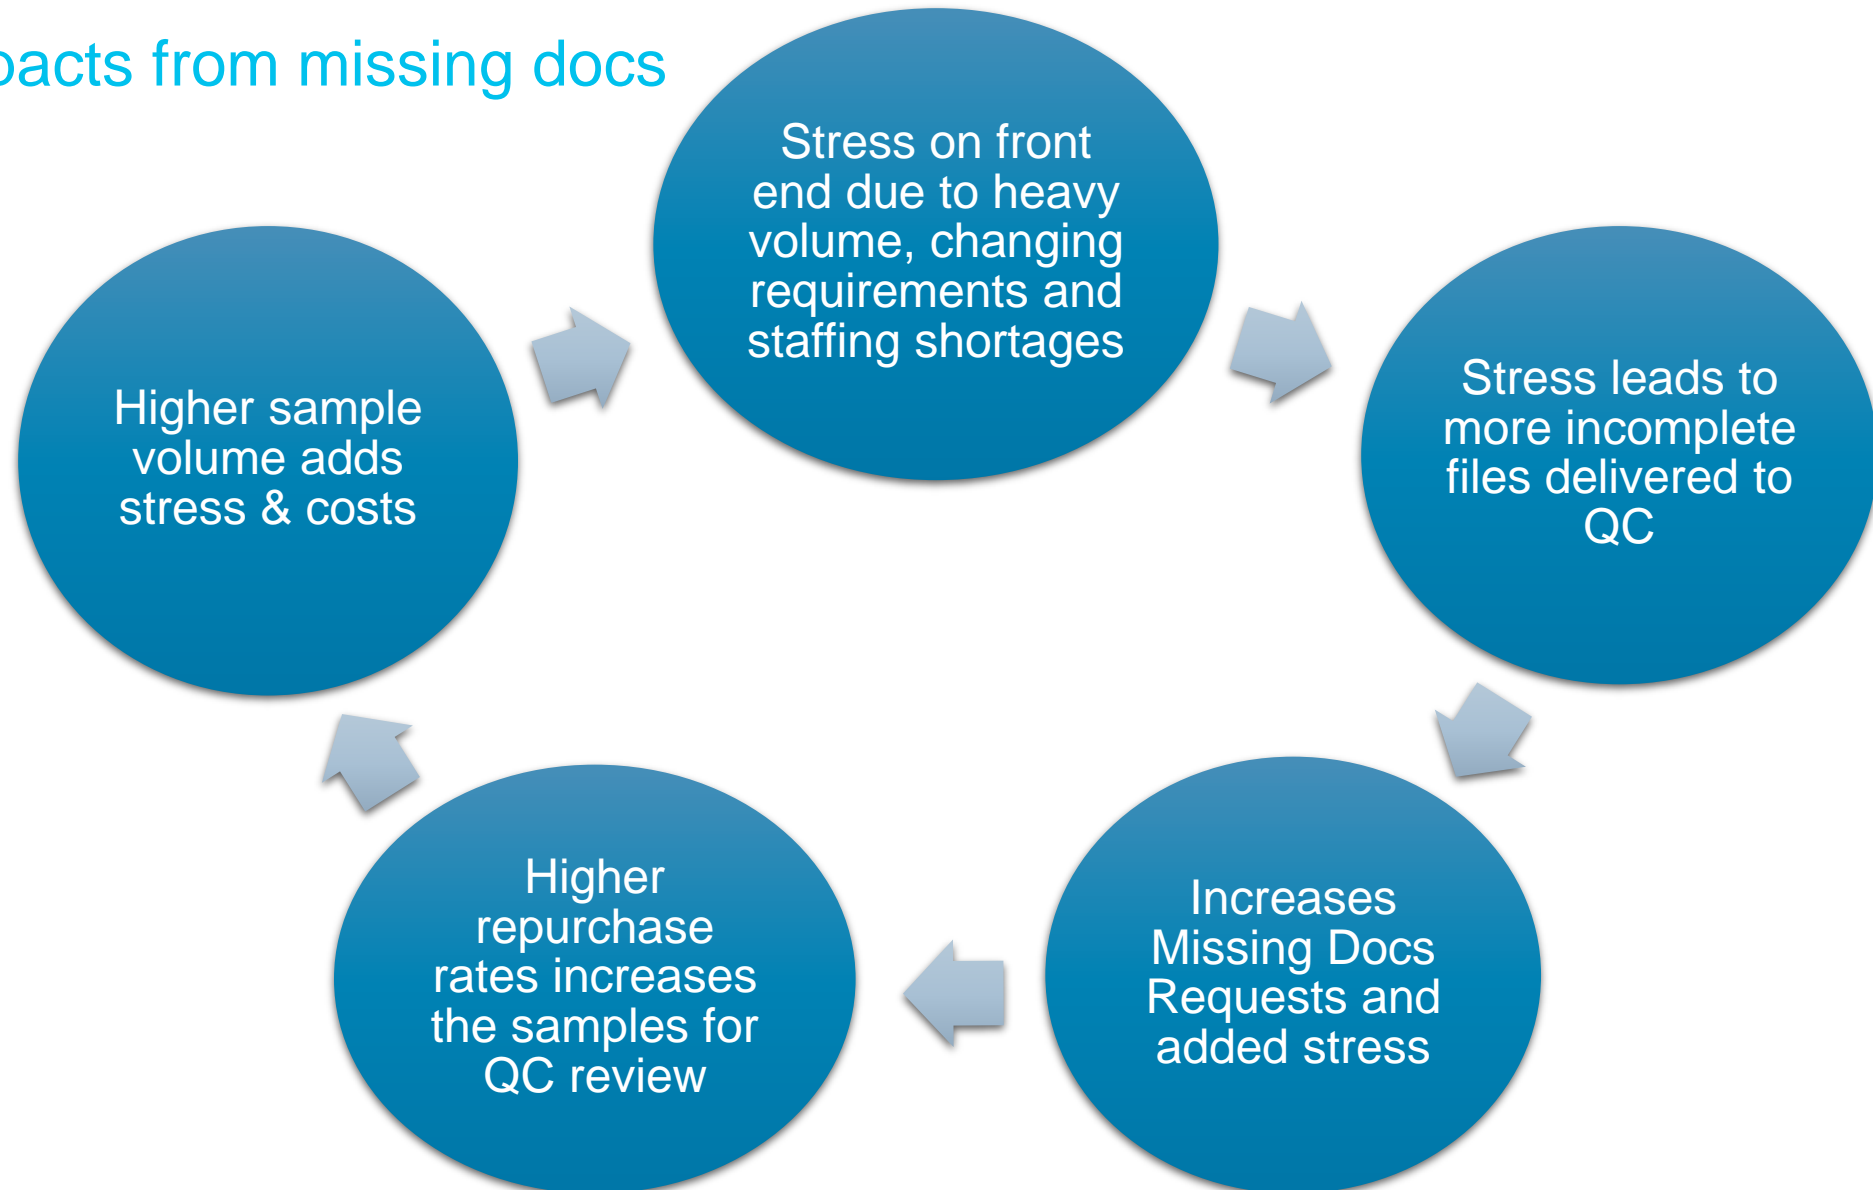 pacts from missing docs
Stress on front
end due to heavy
volume, changing
requirements and
staffing shortages
Stress leads to
more incomplete
files delivered to
QC
Increases
Missing Docs
Requests and
added stress
Higher
repurchase
rates increases
the samples for
QC review
Higher sample
volume adds
stress & costs